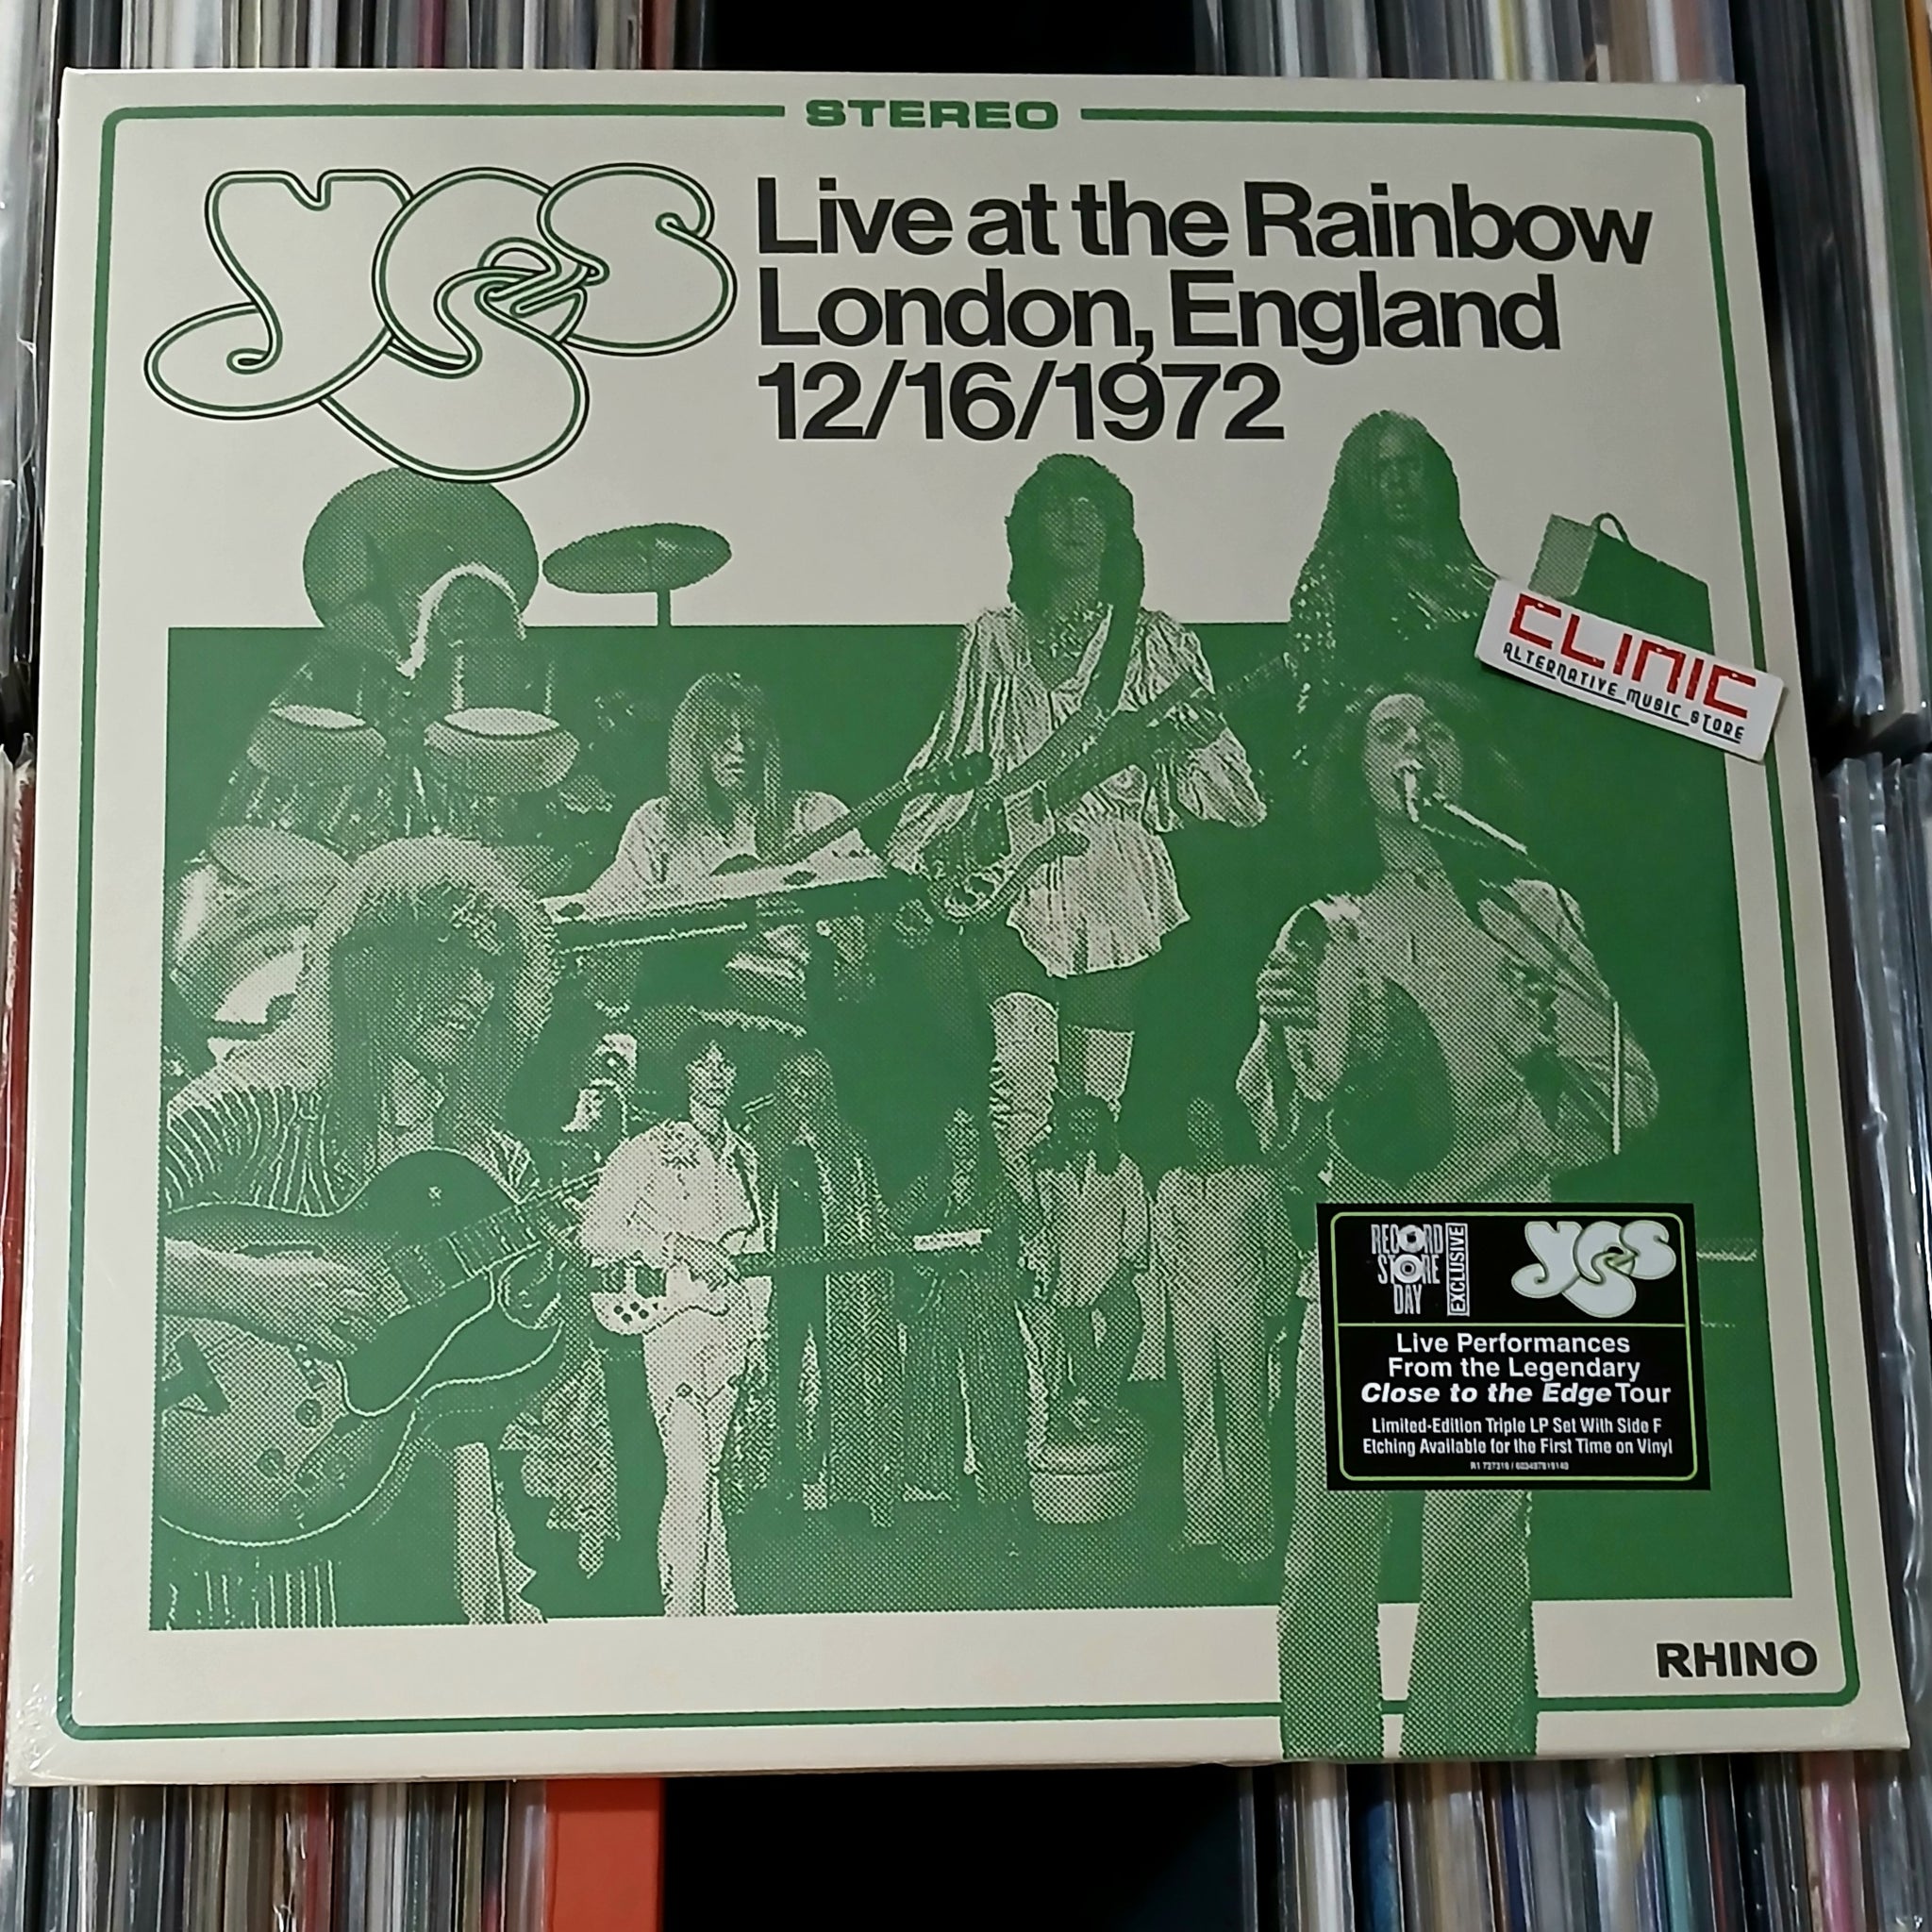 STEREO
yes
Live at the Rainbow
London, England
12/16/1972
CLINIC
ALTERNATIVE MUSIC STORE
RECORD
STORE
DAY
EXCLUSIVE
yes
Live Performances
From the Legendary
Close to the Edge Tour
Limited-Edition Triple LP Set With Side F
Etching Available for the First Time on Vinyl
RHINO